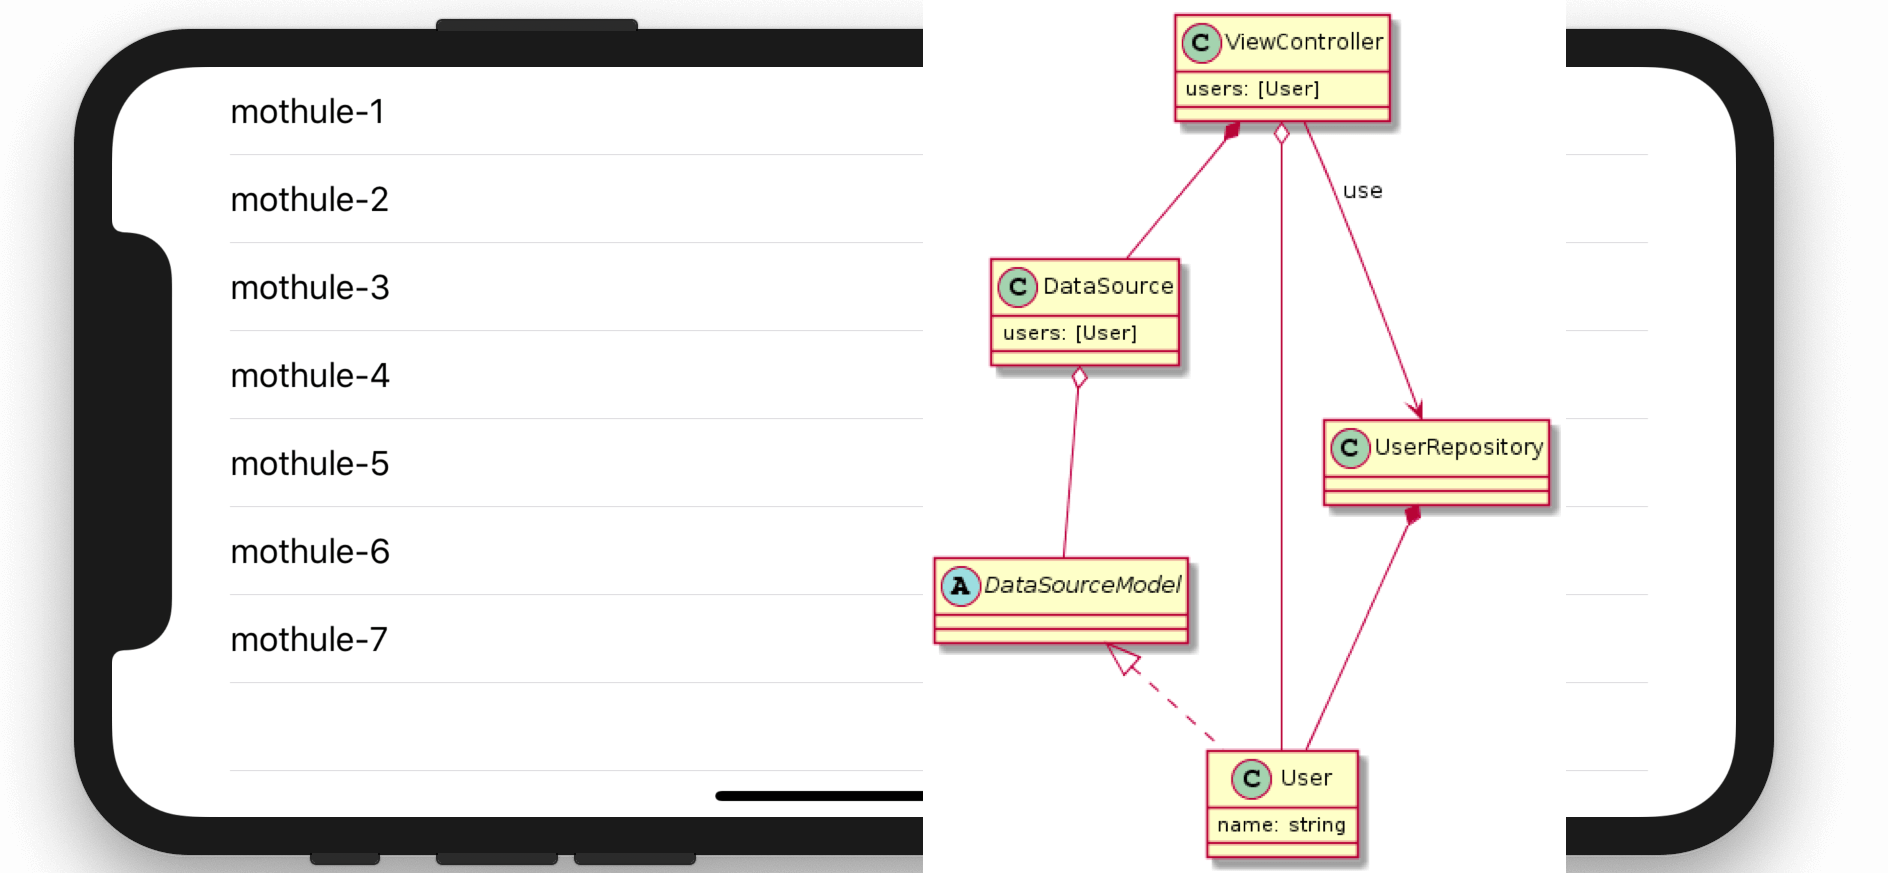 mothule-1
mothule-2
mothule-3
mothule-4
mothule-5
mothule-6
mothule-7
C ViewController
users: [User]
use
C DataSource
users: [User]
C UserRepository
A DataSourceModel
C User
name: string